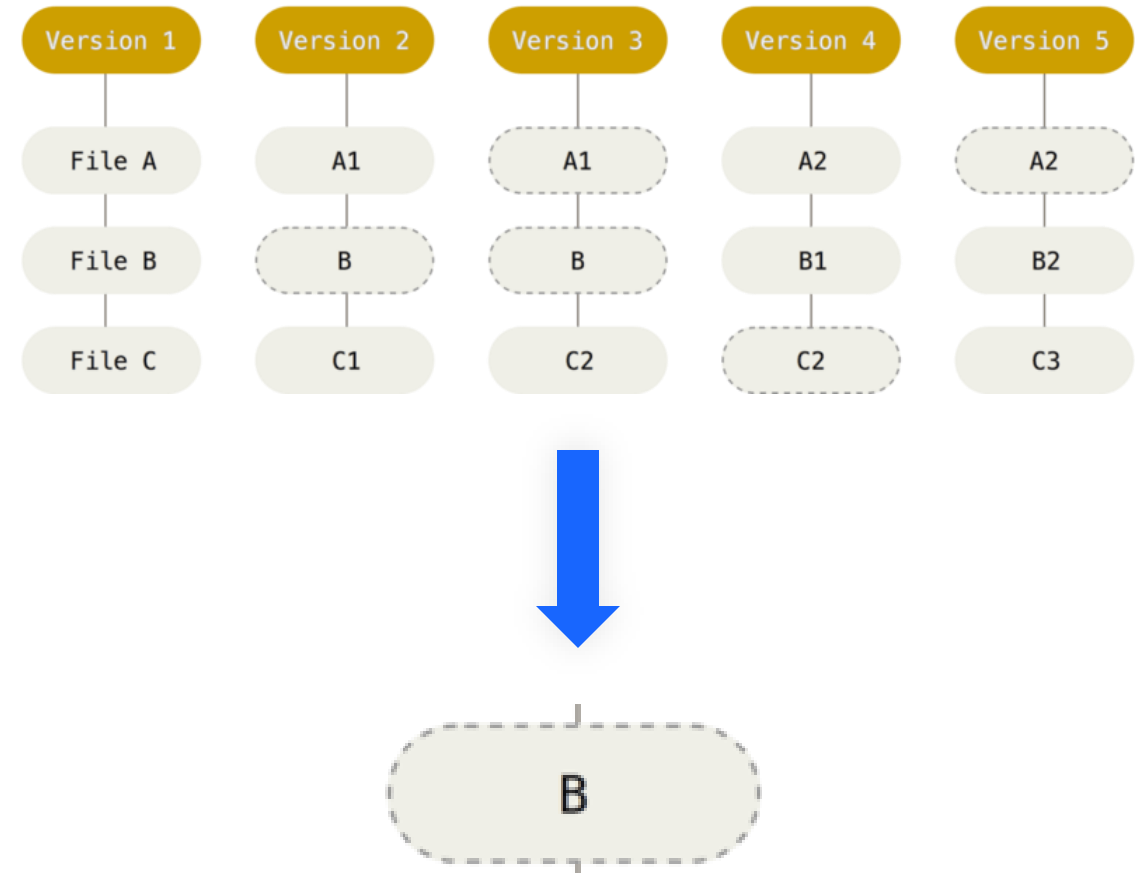 Version 1 Version 2 Version 3 Version 4 Version 5
File A A1 A1 A2 A2
File B B B B1 B2
File C C1 C2 C2 C3
B